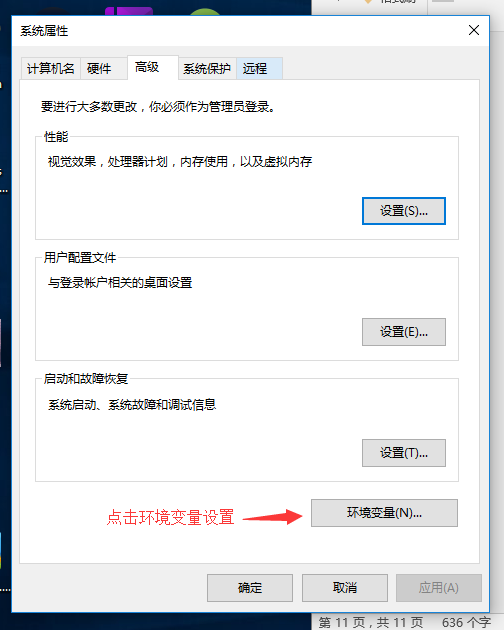 系统属性
计算机名 硬件 高级 系统保护 远程
要进行大多数更改，你必须作为管理员登录。
性能
视觉效果，处理器计划，内存使用，以及虚拟内存
设置(S)...
用户配置文件
与登录帐户相关的桌面设置
设置(E)...
启动和故障恢复
系统启动、系统故障和调试信息
设置(T)...
点击环境变量设置
环境变量(N)...
确定 取消 应用(A)
第 11 页，共 11 页 636 个字